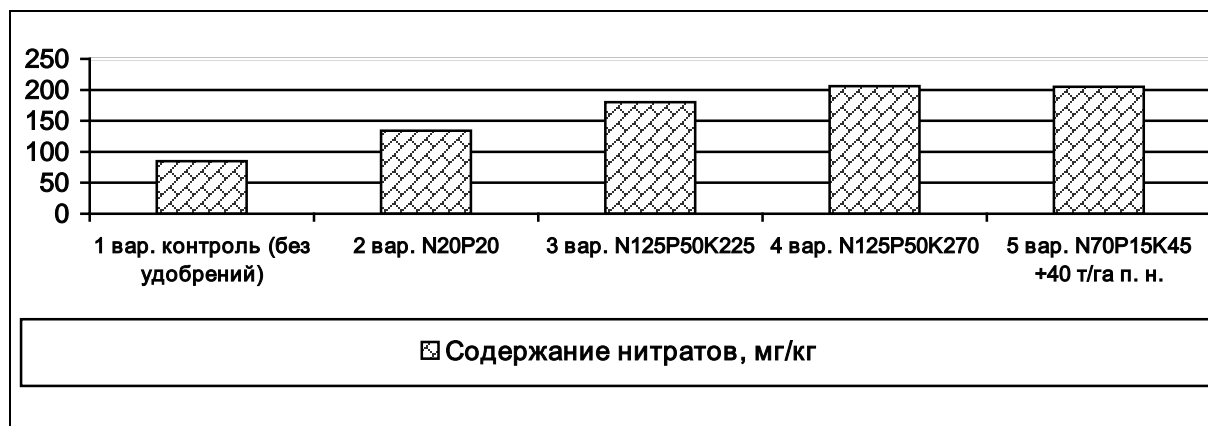 250
200
150
100
50
0
1 вар. контроль (без
удобрений)
2 вар. N20P20
3 вар. N125P50K225
4 вар. N125P50K270
5 вар. N70P15K45
+40 т/га п. н.
Содержание нитратов, мг/кг